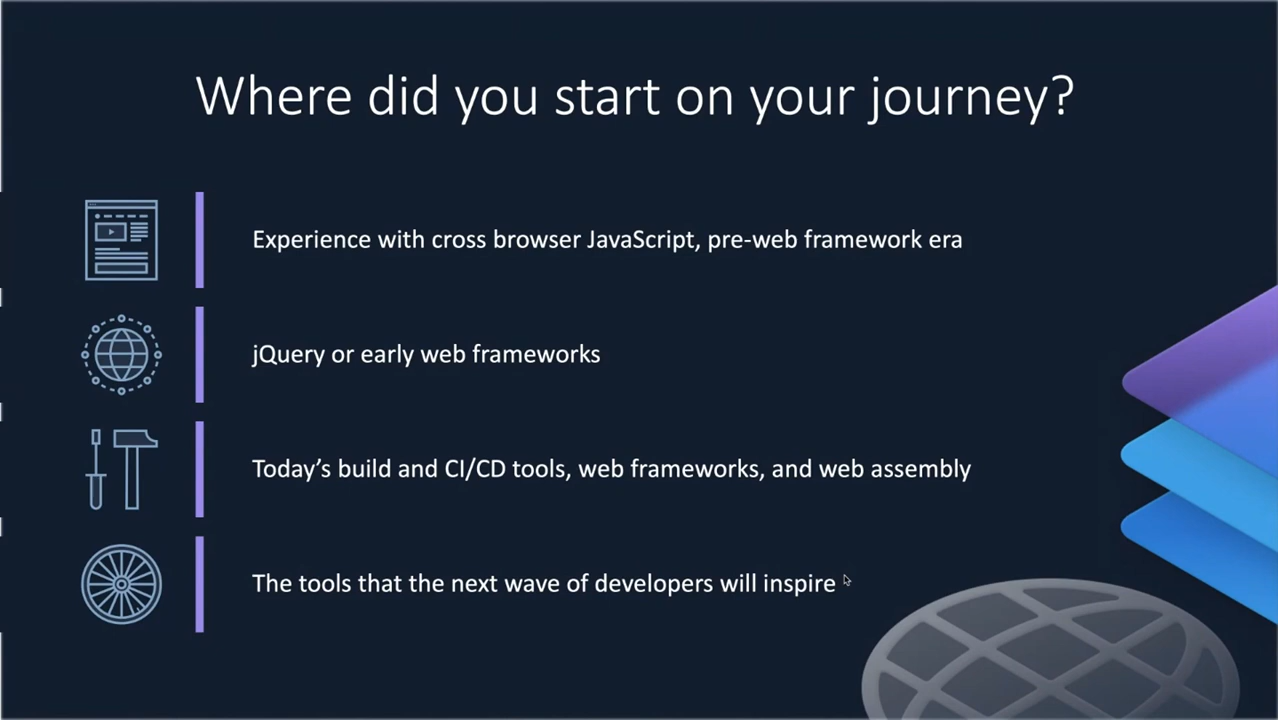 Where did you start on your journey?
Experience with cross browser JavaScript, pre-web framework era
jQuery or early web frameworks
Today’s build and CI/CD tools, web frameworks, and web assembly
The tools that the next wave of developers will inspire